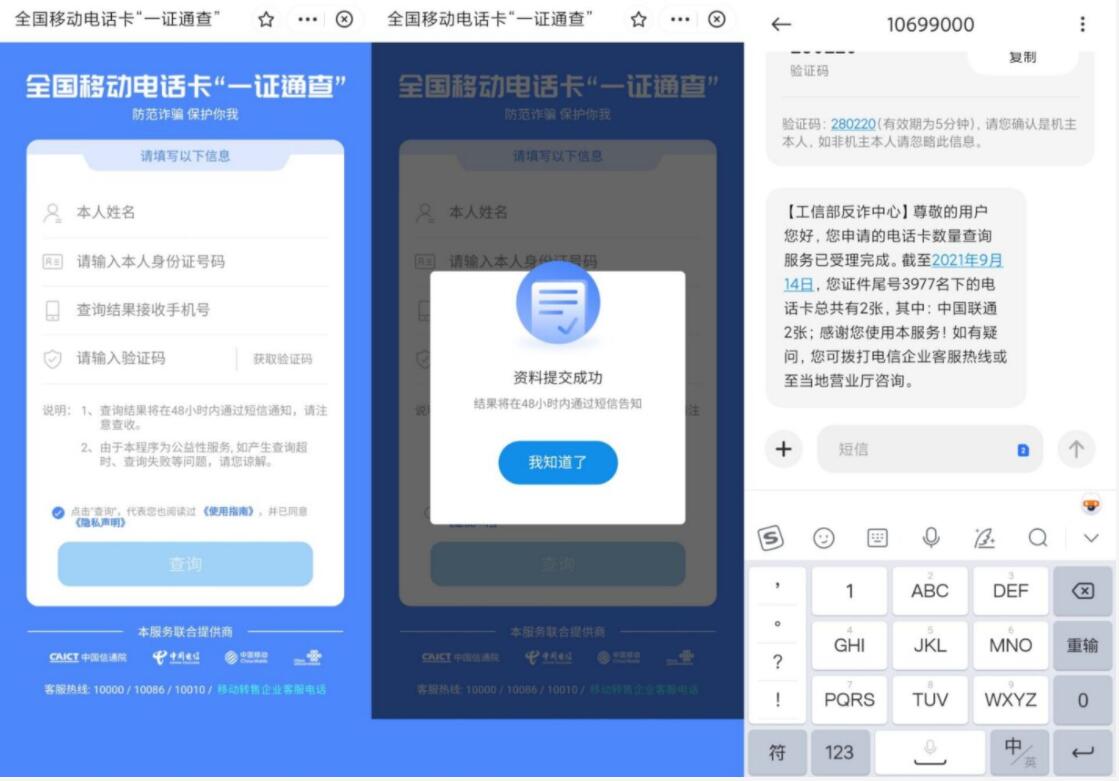 全国移动电话卡“一证通查”
全国移动电话卡“一证通查”
防范诈骗 保护你我
请填写以下信息
本人姓名
请输入本人身份证号码
查询结果接收手机号
请输入验证码
获取验证码
说明: 1、查询结果将在48小时内通过短信通知, 请注
意查收。
2、由于本程序为公益性服务,如产生查询超
时、查询失败等问题, 请您谅解。
点击“查询”, 代表您也阅读过 《使用指南》, 并已同意
《隐私声明》
查询
本服务联合提供商
CAICT 中国信通院
中国电信
中国移动
China Mobile
客服热线: 10000 / 10086 / 10010 / 移动转售企业客服电话
全国移动电话卡“一证通查”
全国移动电话卡“一证通查”
防范诈骗 保护你我
请填写以下信息
本人姓名
请输入本人身份证号码
资料提交成功
结果将在48小时内通过短信告知
我知道了
查询
本服务联合提供商
CAICT 中国信通院
中国电信
中国移动
China Mobile
客服热线: 10000 / 10086 / 10010 / 移动转售企业客服电话
10699000
280220
验证码
复制
验证码: 280220(有效期为5分钟), 请您确认是机主
本人, 如非机主本人请忽略此信息。
【工信部反诈中心】尊敬的用户
您好, 您申请的电话卡数量查询
服务已受理完成。截至2021年9月
14日, 您证件尾号3977名下的电
话卡总共有2张, 其中: 中国联通
2张; 感谢您使用本服务! 如有疑
问, 您可拨打电信企业客服热线或
至当地营业厅咨询。
短信
2
, 1 2 ABC 3 DEF
。 4 GHI 5 JKL 6 MNO 重输
?
! 7 PQRS 8 TUV 9 WXYZ 0
符 123 中/英